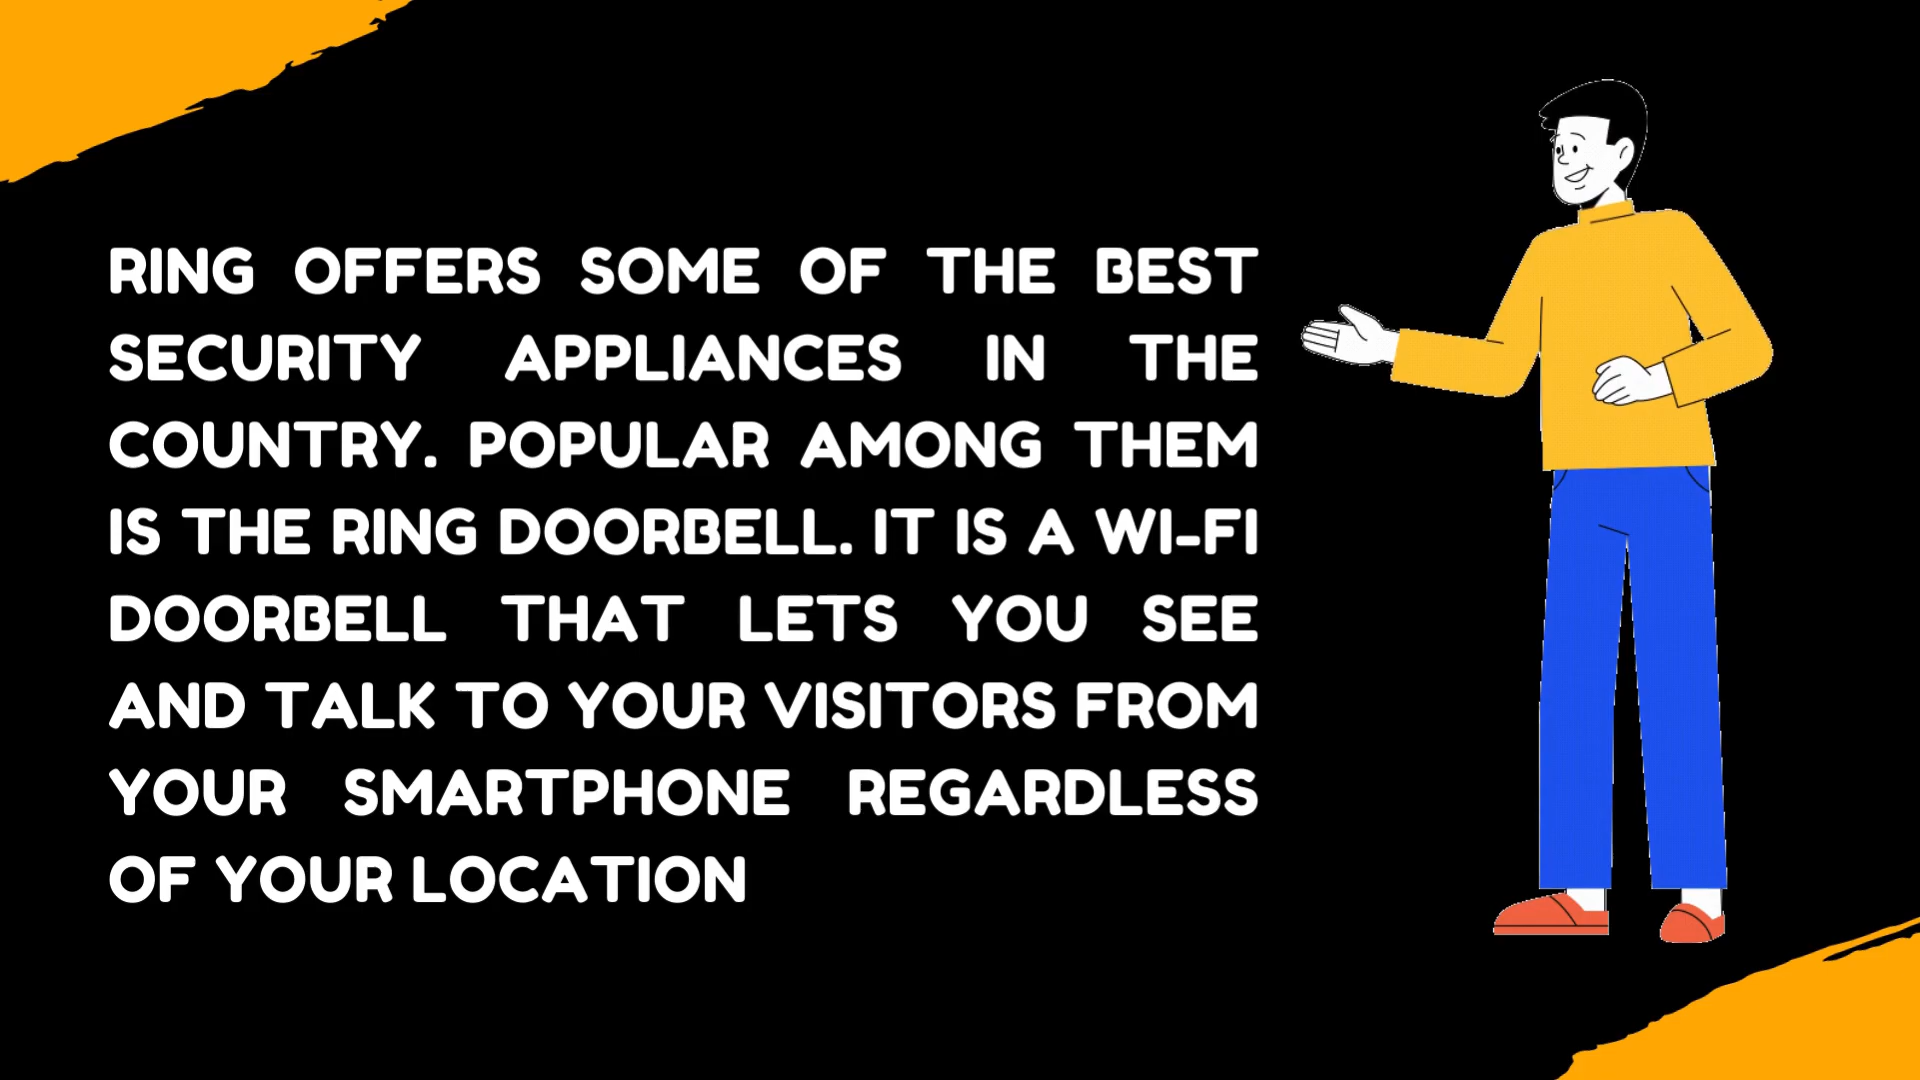 RING OFFERS SOME OF THE BEST
SECURITY APPLIANCES IN THE
COUNTRY. POPULAR AMONG THEM
IS THE RING DOORBELL. IT IS A WI-FI
DOORBELL THAT LETS YOU SEE
AND TALK TO YOUR VISITORS FROM
YOUR SMARTPHONE REGARDLESS
OF YOUR LOCATION